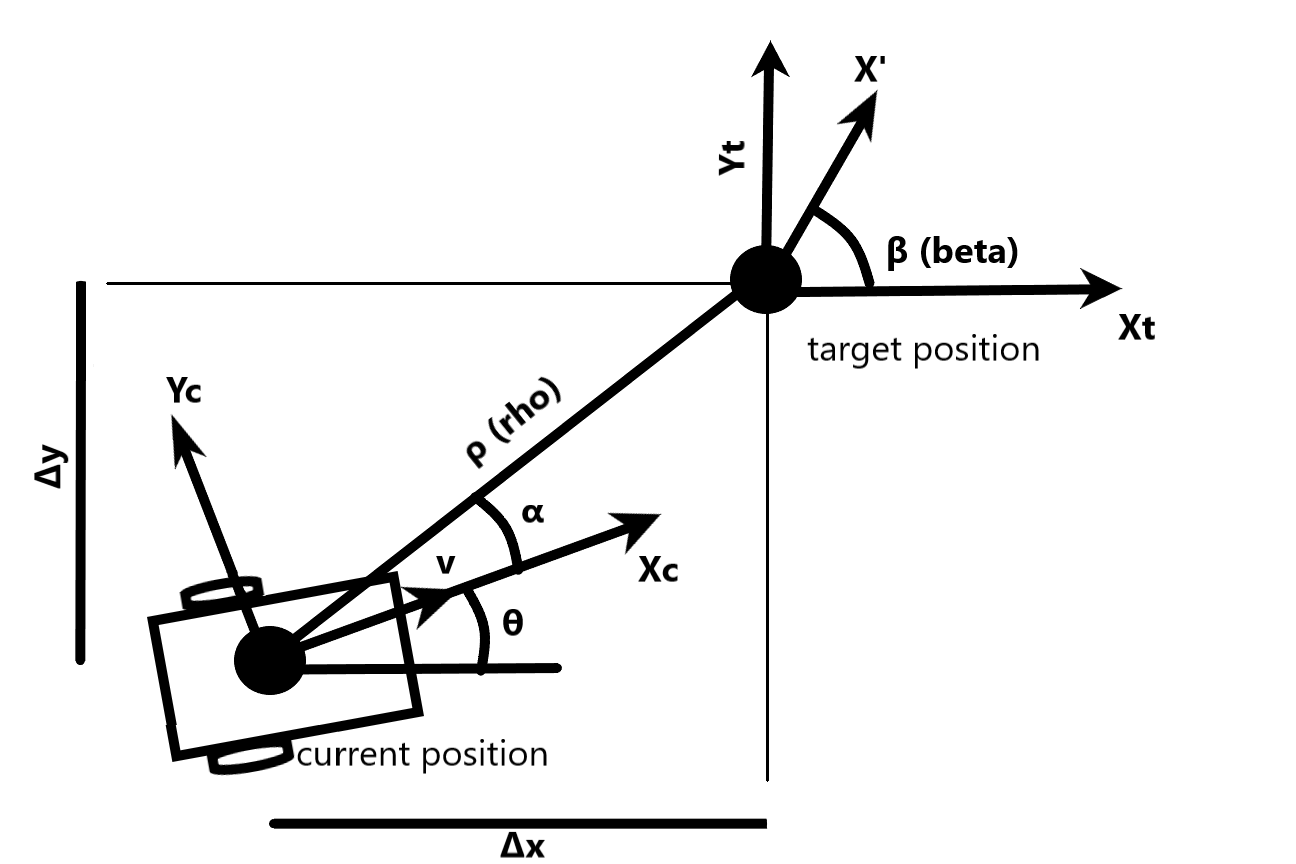 X'
Yt
β (beta)
Xt
target position
Yc
ρ (rho)
Δy
α
v
Xc
θ
current position
Δx